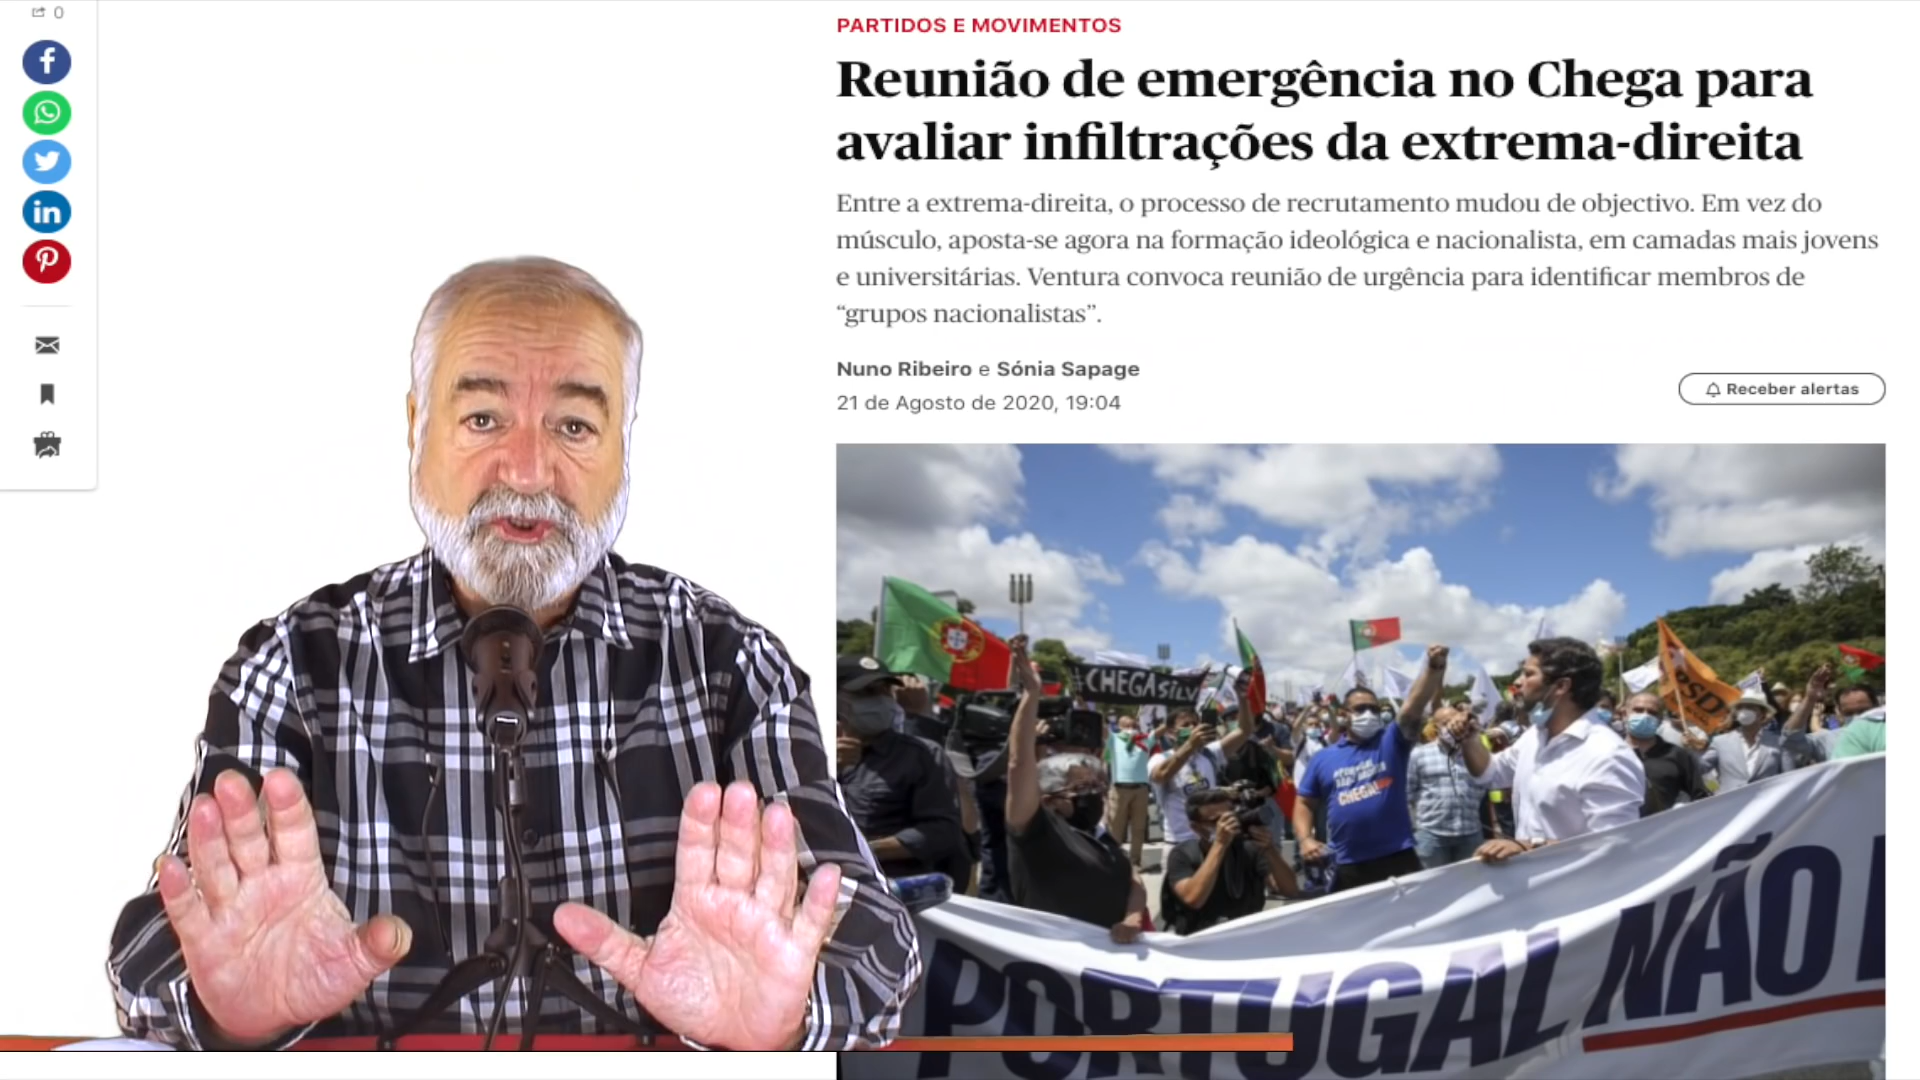 0
PARTIDOS E MOVIMENTOS
Reunião de emergência no Chega para
avaliar infiltrações da extrema-direita
Entre a extrema-direita, o processo de recrutamento mudou de objectivo. Em vez do
músculo, aposta-se agora na formação ideológica e nacionalista, em camadas mais jovens
e universitárias. Ventura convoca reunião de urgência para identificar membros de
“grupos nacionalistas”.
Nuno Ribeiro e Sónia Sapage
21 de Agosto de 2020, 19:04
Receber alertas
CHEGA
PSD
CHEGA
PORTUGAL NÃO